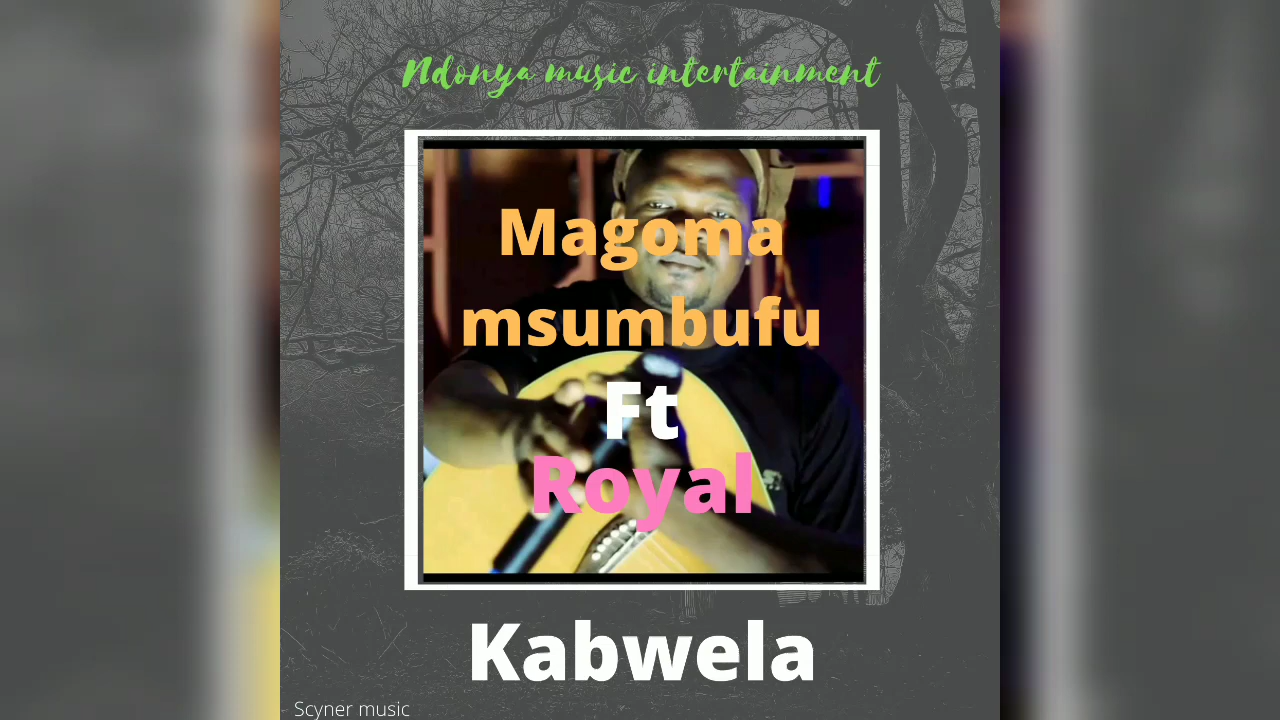 Ndonya music intertainment
Magoma
msumbufu
Ft
Royal
Kabwela
Scyner music